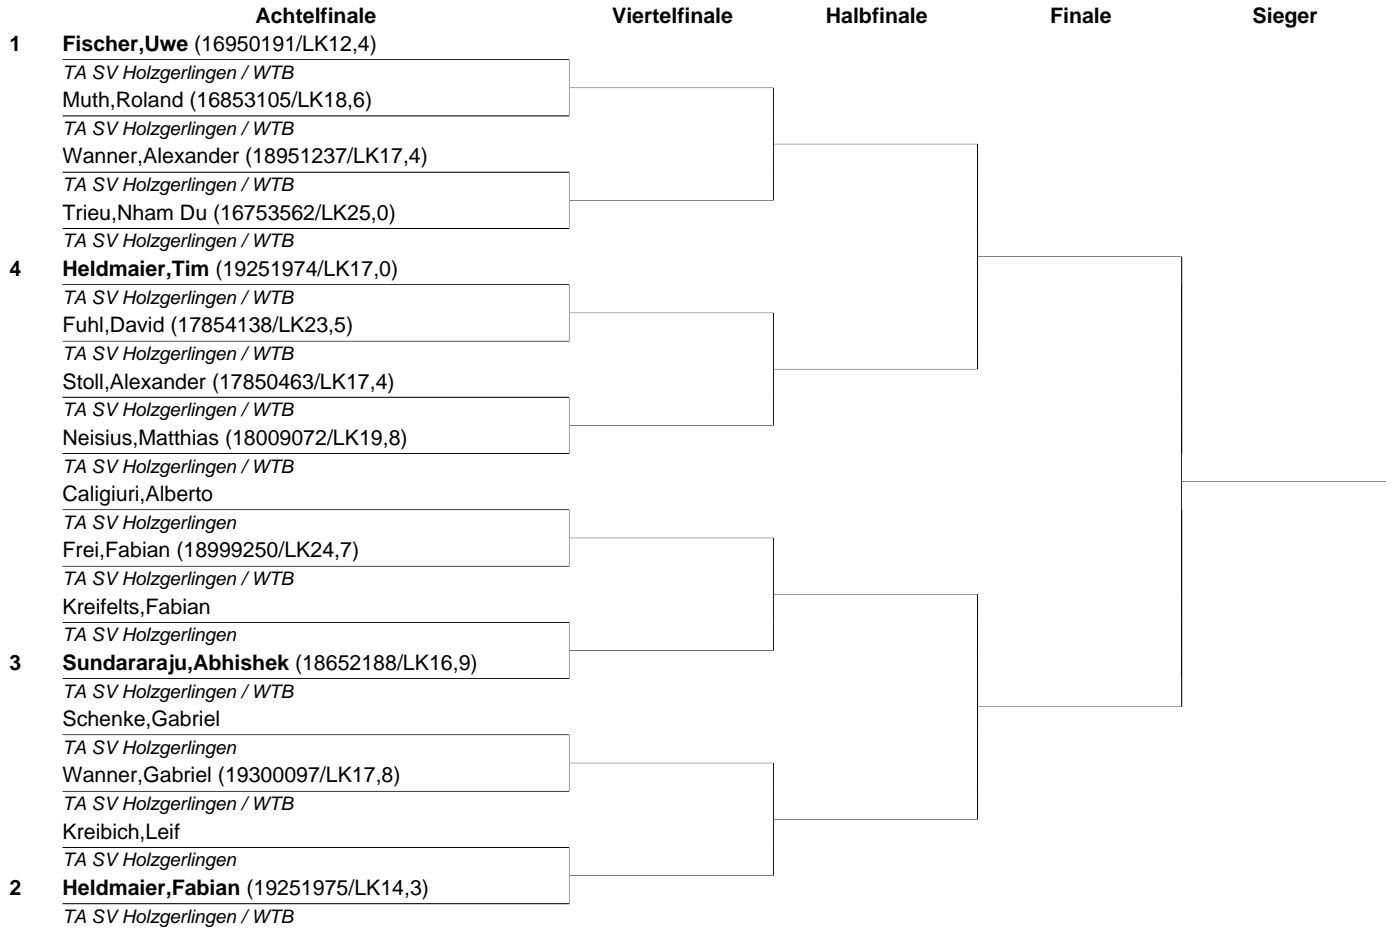 Achtelfinale Viertelfinale Halbfinale Finale Sieger
1 Fischer,Uwe (16950191/LK12,4)
TA SV Holzgerlingen / WTB
Muth,Roland (16853105/LK18,6)
TA SV Holzgerlingen / WTB
Wanner,Alexander (18951237/LK17,4)
TA SV Holzgerlingen / WTB
Trieu,Nham Du (16753562/LK25,0)
TA SV Holzgerlingen / WTB
4 Heldmaier,Tim (19251974/LK17,0)
TA SV Holzgerlingen / WTB
Fuhl,David (17854138/LK23,5)
TA SV Holzgerlingen / WTB
Stoll,Alexander (17850463/LK17,4)
TA SV Holzgerlingen / WTB
Neisius,Matthias (18009072/LK19,8)
TA SV Holzgerlingen / WTB
Caligiuri,Alberto
TA SV Holzgerlingen
Frei,Fabian (18999250/LK24,7)
TA SV Holzgerlingen / WTB
Kreifelts,Fabian
TA SV Holzgerlingen
3 Sundararaju,Abhishek (18652188/LK16,9)
TA SV Holzgerlingen / WTB
Schenke,Gabriel
TA SV Holzgerlingen
Wanner,Gabriel (19300097/LK17,8)
TA SV Holzgerlingen / WTB
Kreibich,Leif
TA SV Holzgerlingen
2 Heldmaier,Fabian (19251975/LK14,3)
TA SV Holzgerlingen / WTB